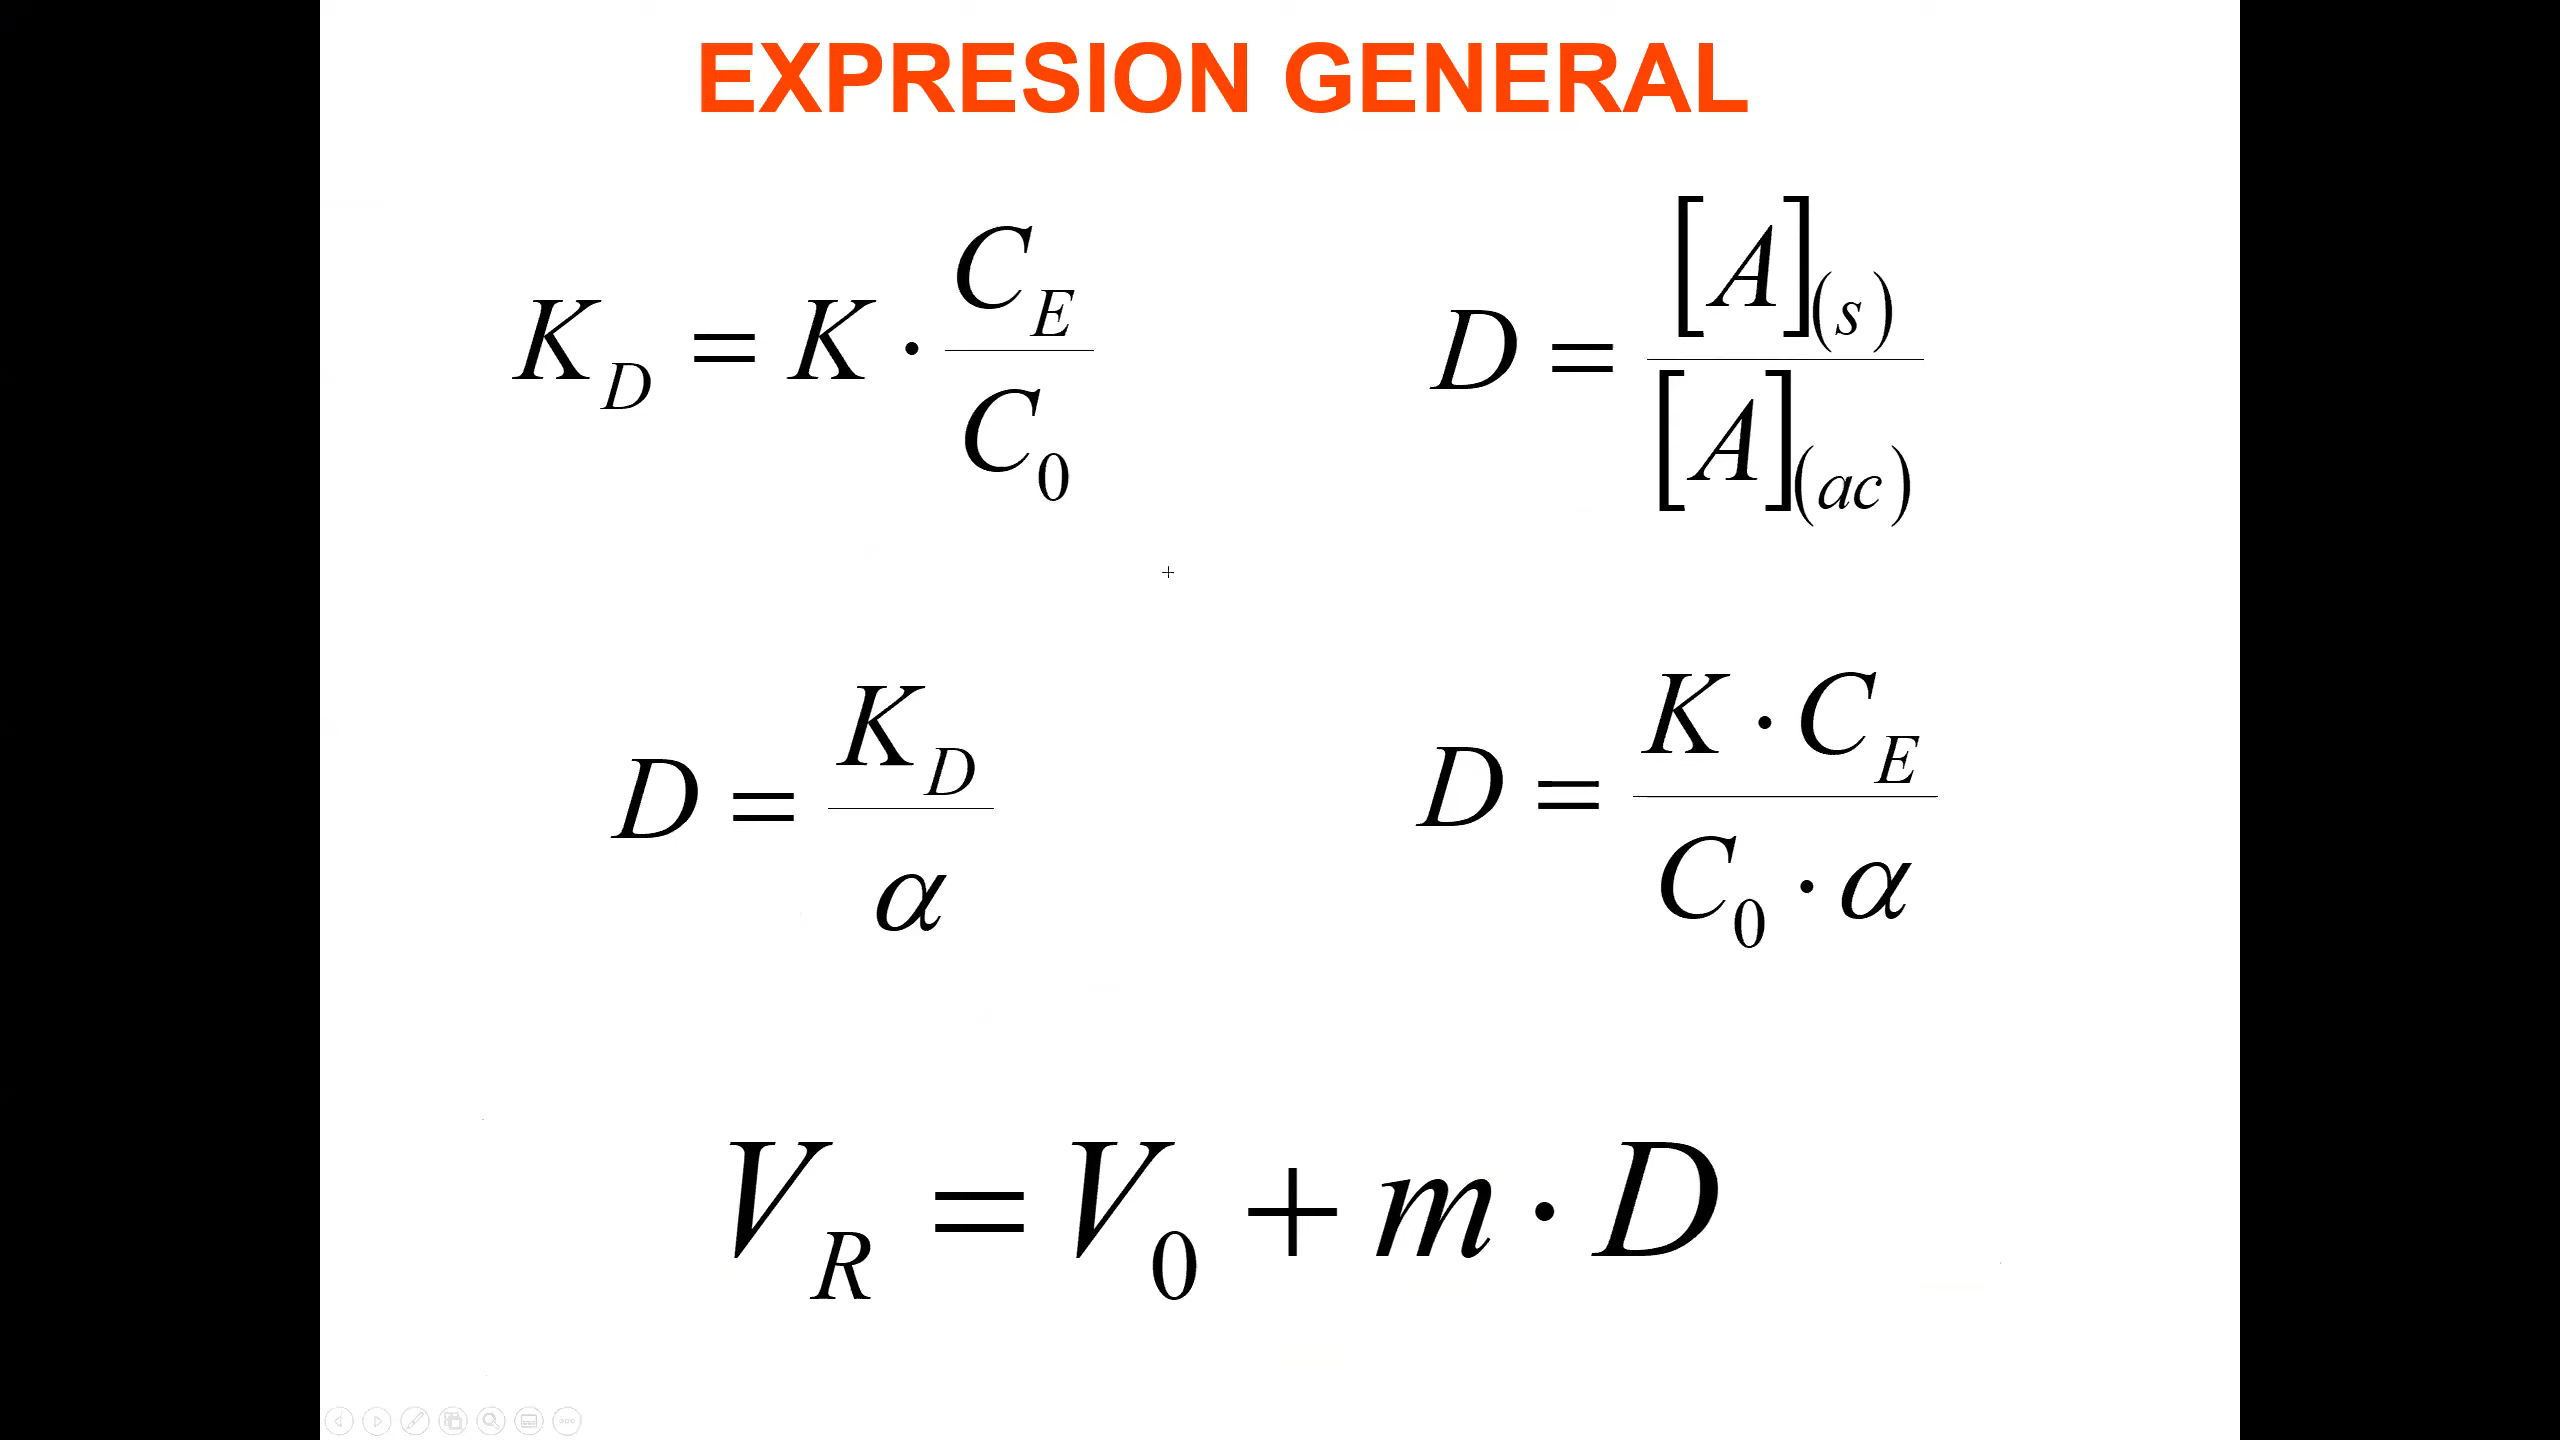 EXPRESION GENERAL
K_D = K · C_E / C_0
D = [A]_(s) / [A]_(ac)
D = K_D / α
D = K · C_E / C_0 · α
V_R = V_0 + m · D